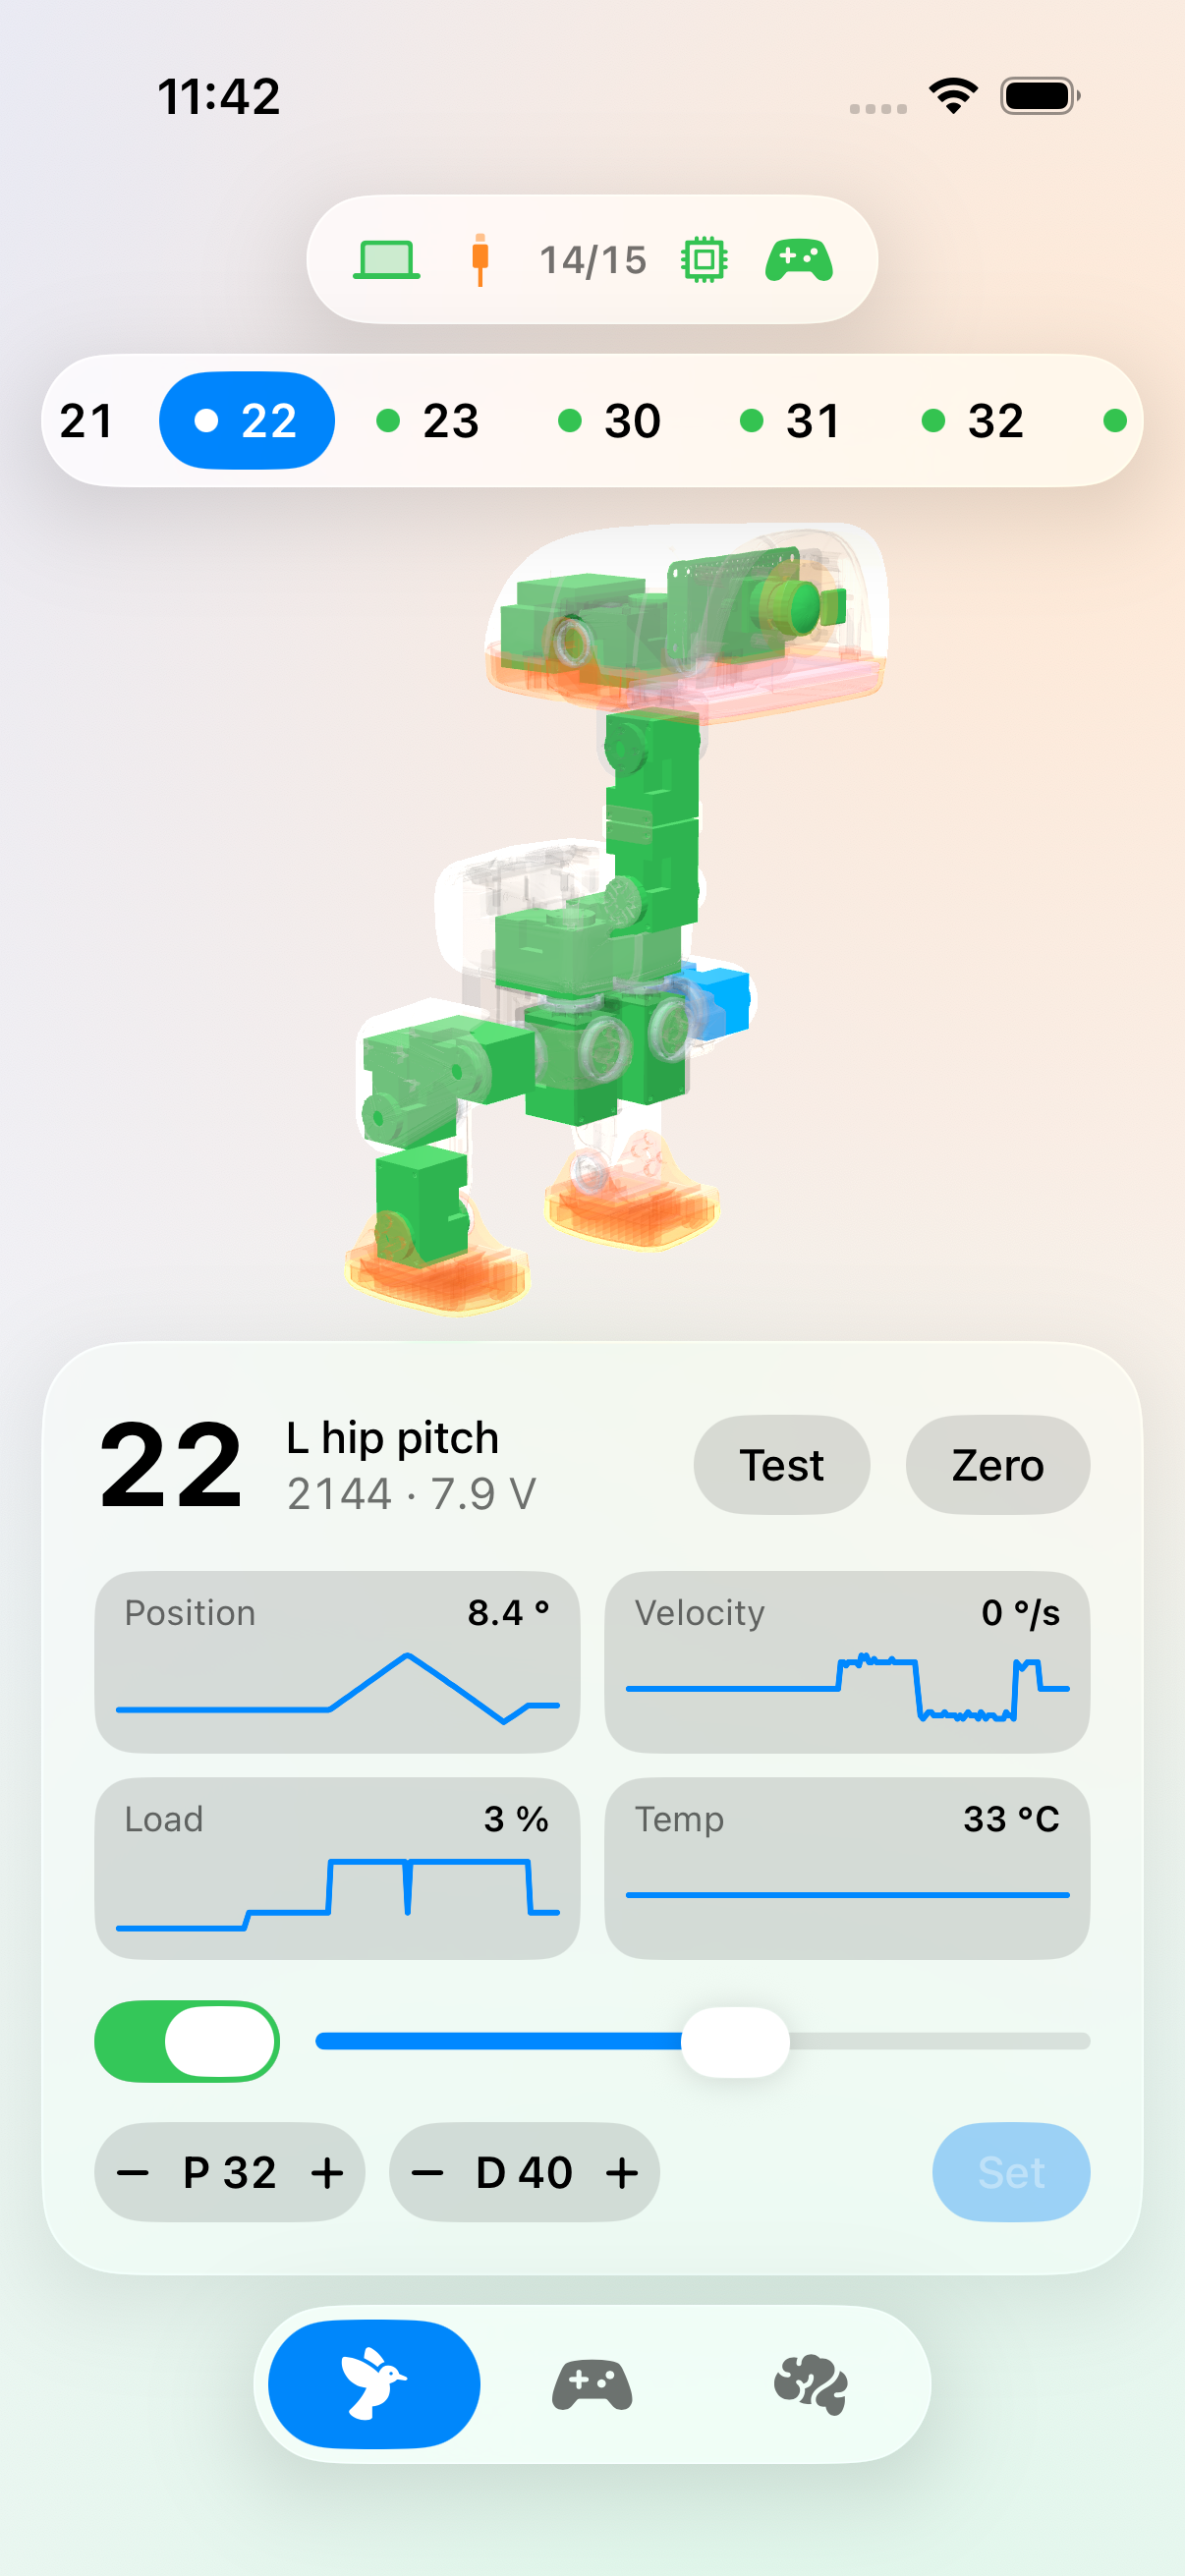 11:42
14/15
21 22 23 30 31 32
22 L hip pitch Test Zero
2144 · 7.9 V
Position 8.4 ° Velocity 0 °/s
Load 3 % Temp 33 °C
P 32 D 40 Set